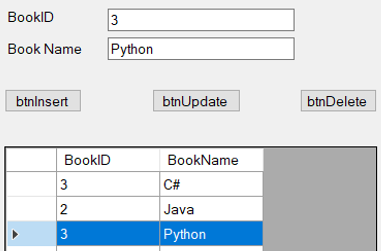 BookID 3
Book Name Python
btnInsert btnUpdate btnDelete
BookID BookName
3 C#
2 Java
3 Python